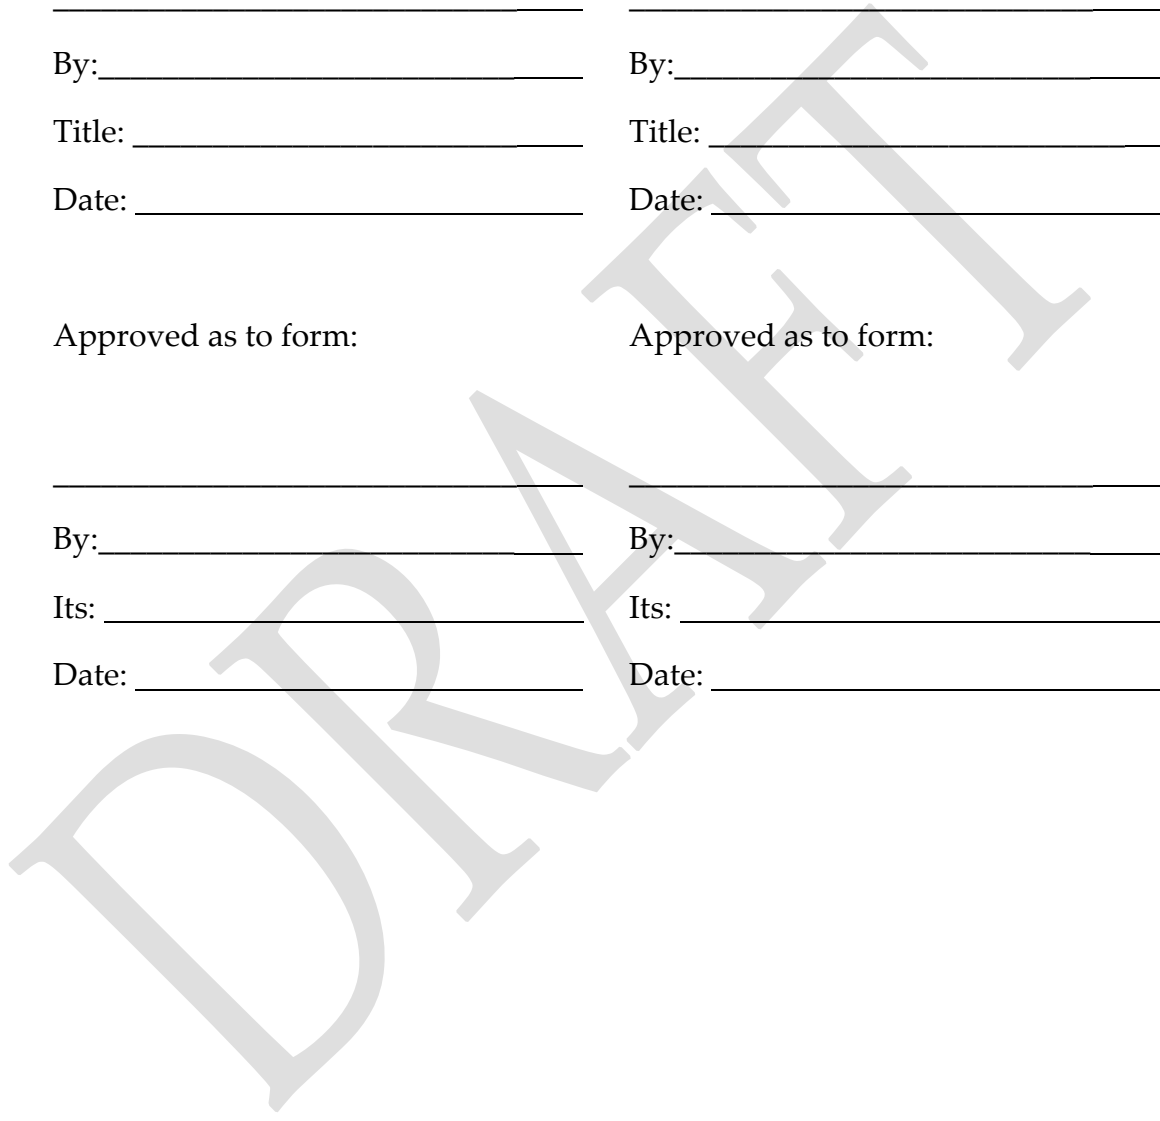 By:
Title:
Date:
Approved as to form:
By:
Its:
Date:
By:
Title:
Date:
Approved as to form:
By:
Its:
Date:
DRAFT